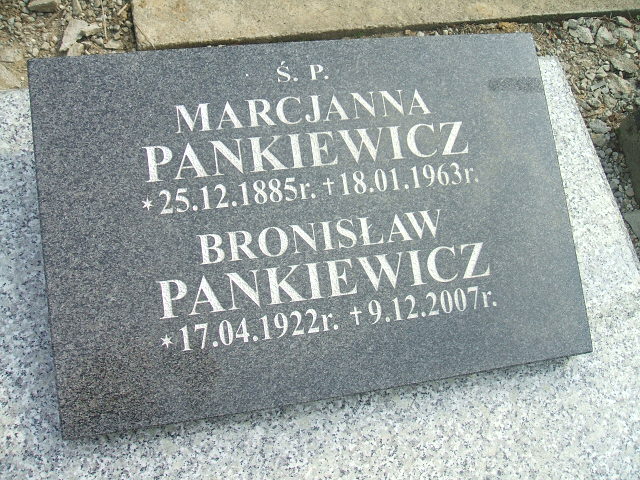 Ś. P.
MARCJANNA
PANKIEWICZ
*25.12.1885r. †18.01.1963r.
BRONISŁAW
PANKIEWICZ
*17.04.1922r. †9.12.2007r.